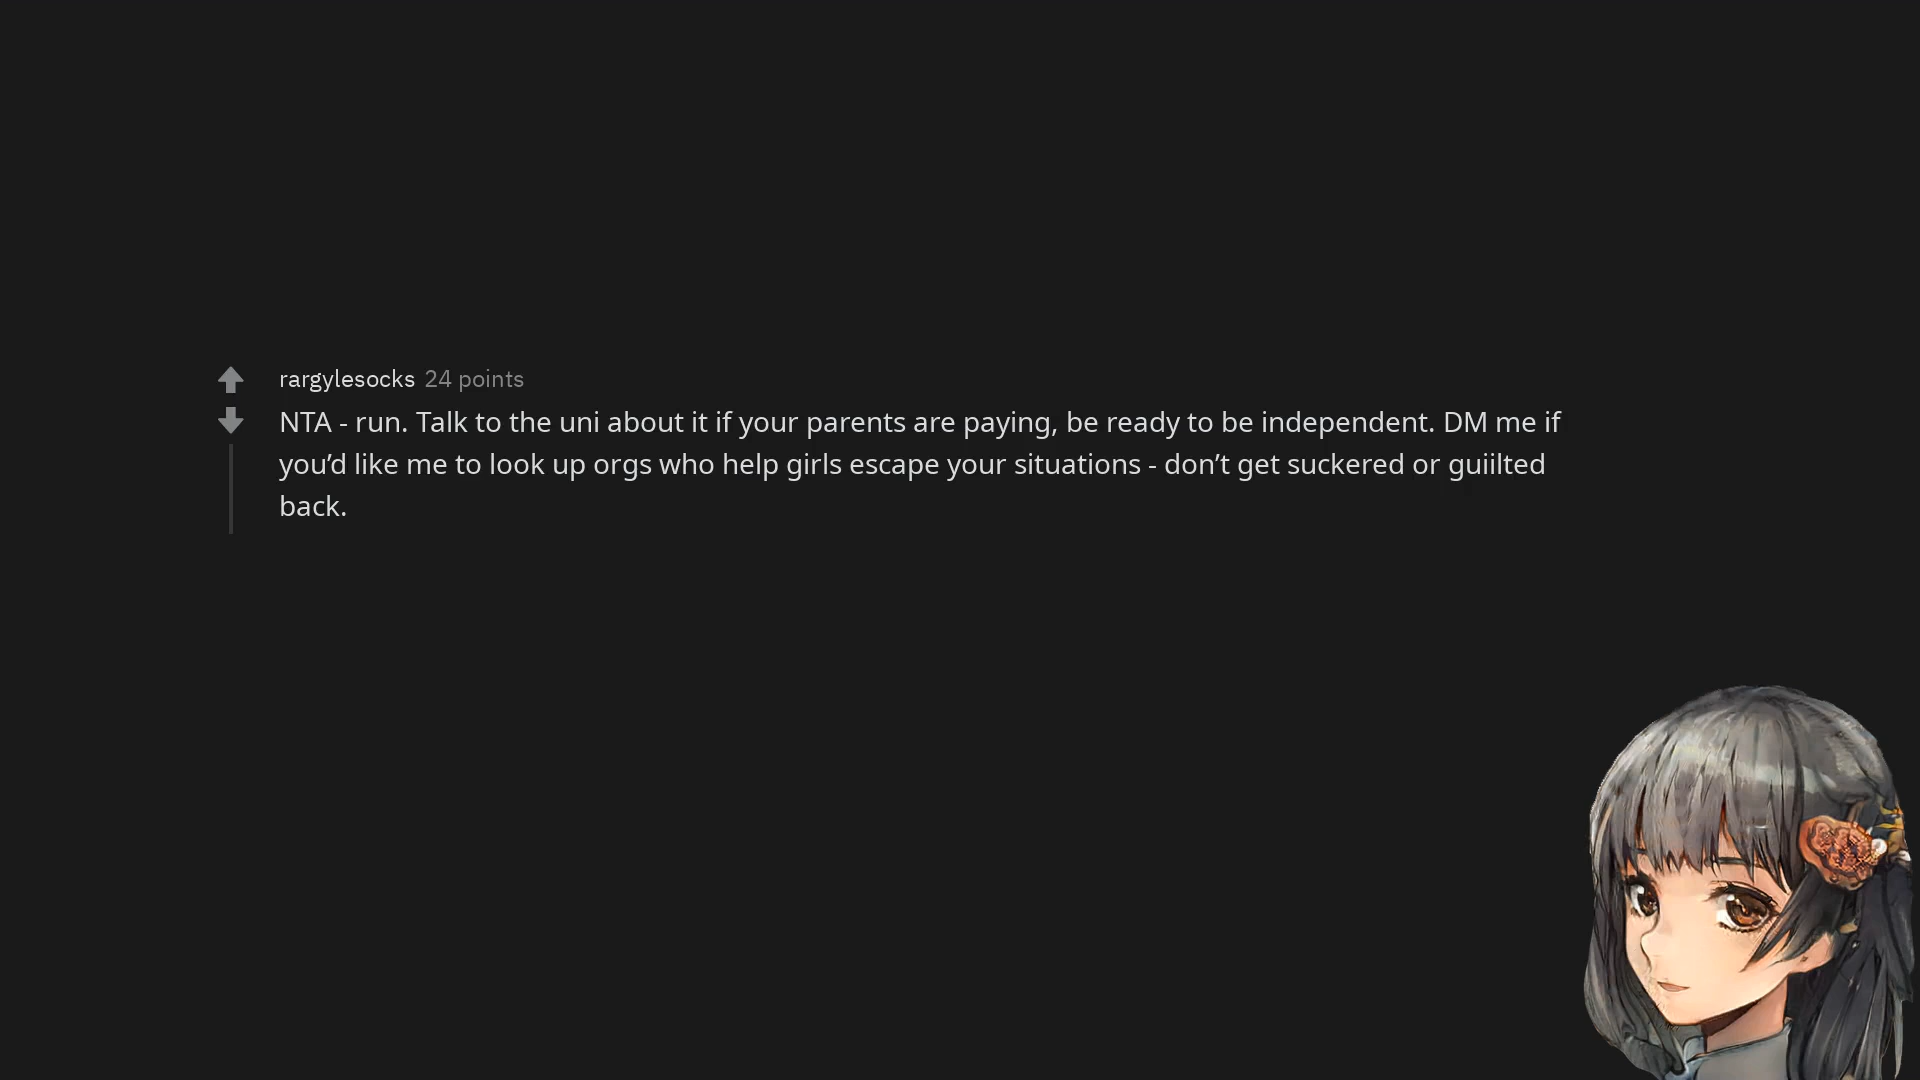 rargylesocks 24 points
NTA - run. Talk to the uni about it if your parents are paying, be ready to be independent. DM me if
you’d like me to look up orgs who help girls escape your situations - don’t get suckered or guiilted
back.